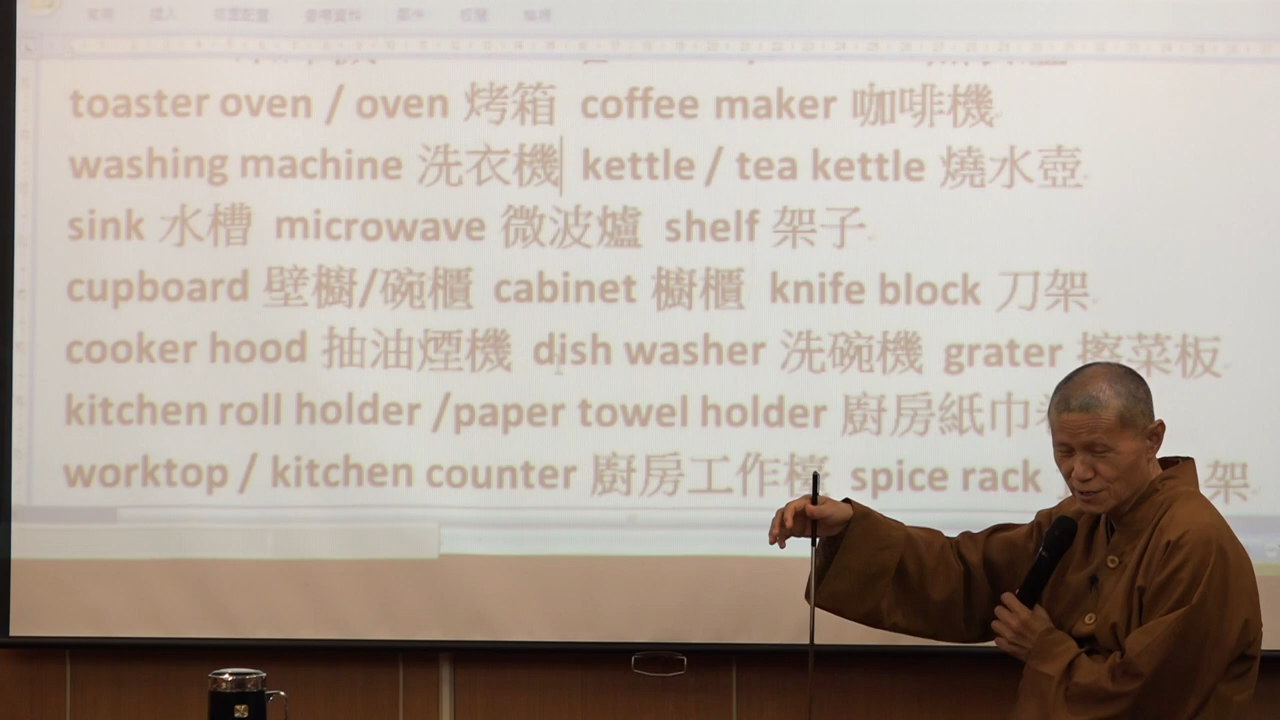 toaster oven / oven 烤箱 coffee maker 咖啡機
washing machine 洗衣機 kettle / tea kettle 燒水壺
sink 水槽 microwave 微波爐 shelf 架子
cupboard 壁櫥/碗櫃 cabinet 櫥櫃 knife block 刀架
cooker hood 抽油煙機 dish washer 洗碗機 grater 擦菜板
kitchen roll holder /paper towel holder 廚房紙巾
worktop / kitchen counter 廚房工作檯 spice rack 架